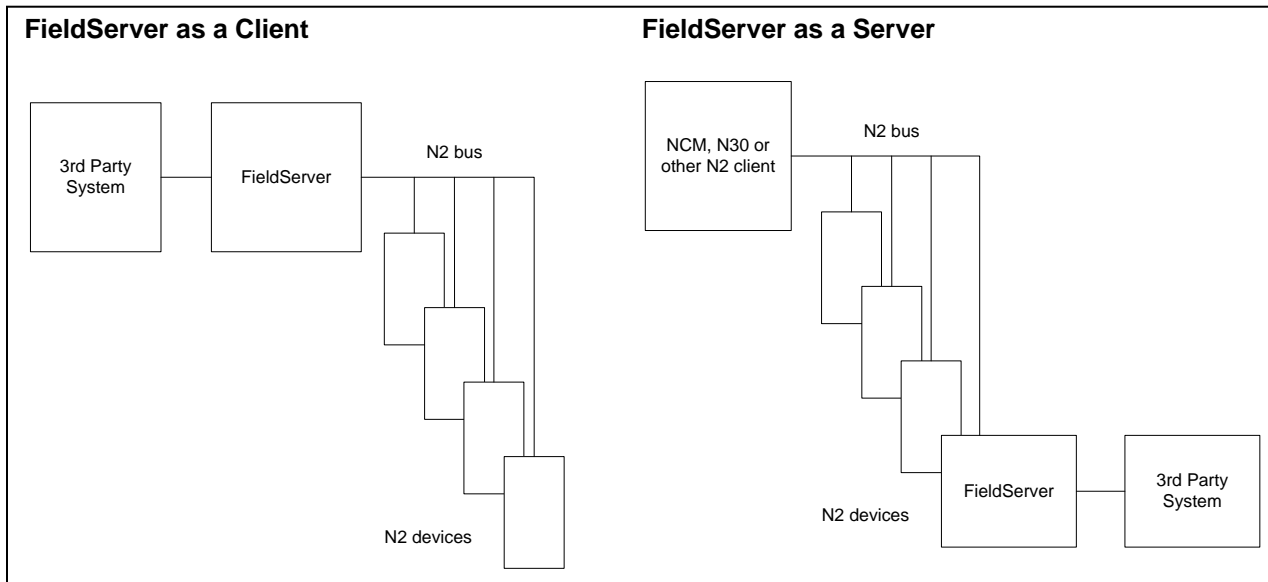 FieldServer as a Client
3rd Party
System
FieldServer
N2 bus
N2 devices
FieldServer as a Server
NCM, N30 or
other N2 client
N2 bus
N2 devices
FieldServer
3rd Party
System